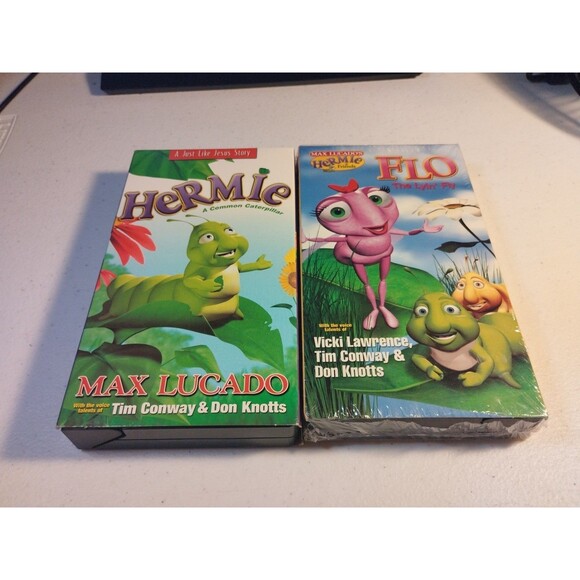 A Just Like Jesus Story
HERMIE
A Common Caterpillar
MAX LUCADO
With the voice
talents of
Tim Conway & Don Knotts
MAX LUCADO'S
HERMIE
& Friends
FLO
The Lyin' Fly
With the voice
talents of
Vicki Lawrence,
Tim Conway &
Don Knotts